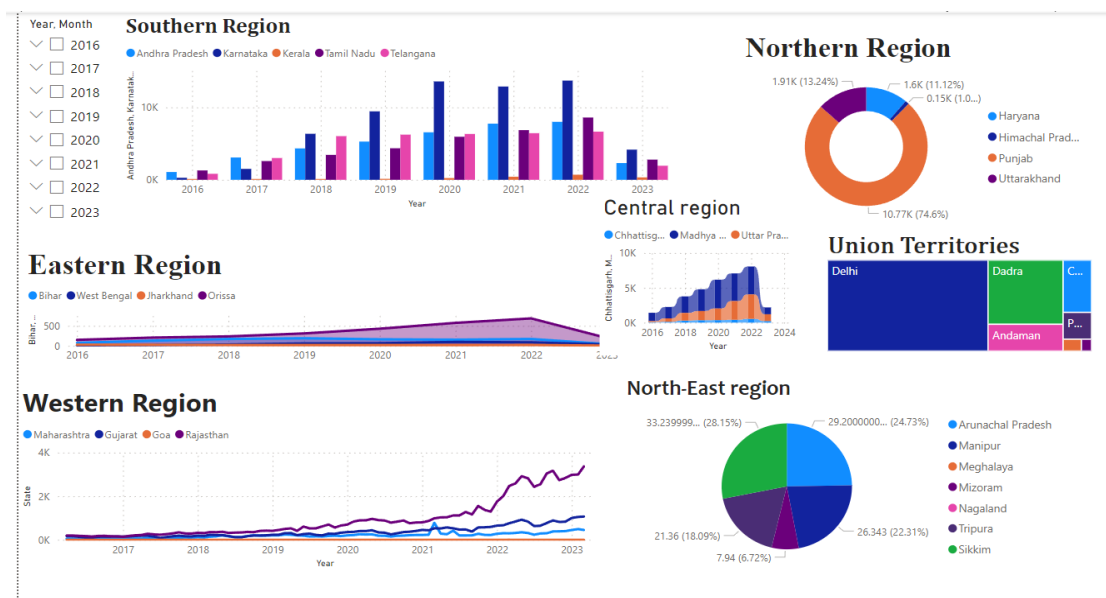 Year, Month
2016
2017
2018
2019
2020
2021
2022
2023
Southern Region
Andhra Pradesh Karnataka Kerala Tamil Nadu Telangana
Andhra Pradesh, Karnatak...
10K
0K
2016 2017 2018 2019 2020 2021 2022 2023
Year
Northern Region
1.91K (13.24%)
1.6K (11.12%)
0.15K (1.0...)
10.77K (74.6%)
Haryana
Himachal Prad...
Punjab
Uttarakhand
Central region
Chhattisg... Madhya ... Uttar Pra...
Chhattisgarh, M...
10K
5K
0K
2016 2018 2020 2022 2024
Year
Union Territories
Delhi
Dadra
C...
P...
Andaman
Eastern Region
Bihar West Bengal Jharkhand Orissa
Bihar, ...
500
0
2016 2017 2018 2019 2020 2021 2022 2023
Western Region
Maharashtra Gujarat Goa Rajasthan
State
4K
2K
0K
2017 2018 2019 2020 2021 2022 2023
Year
North-East region
33.239999... (28.15%)
29.2000000... (24.73%)
21.36 (18.09%)
26.343 (22.31%)
7.94 (6.72%)
Arunachal Pradesh
Manipur
Meghalaya
Mizoram
Nagaland
Tripura
Sikkim